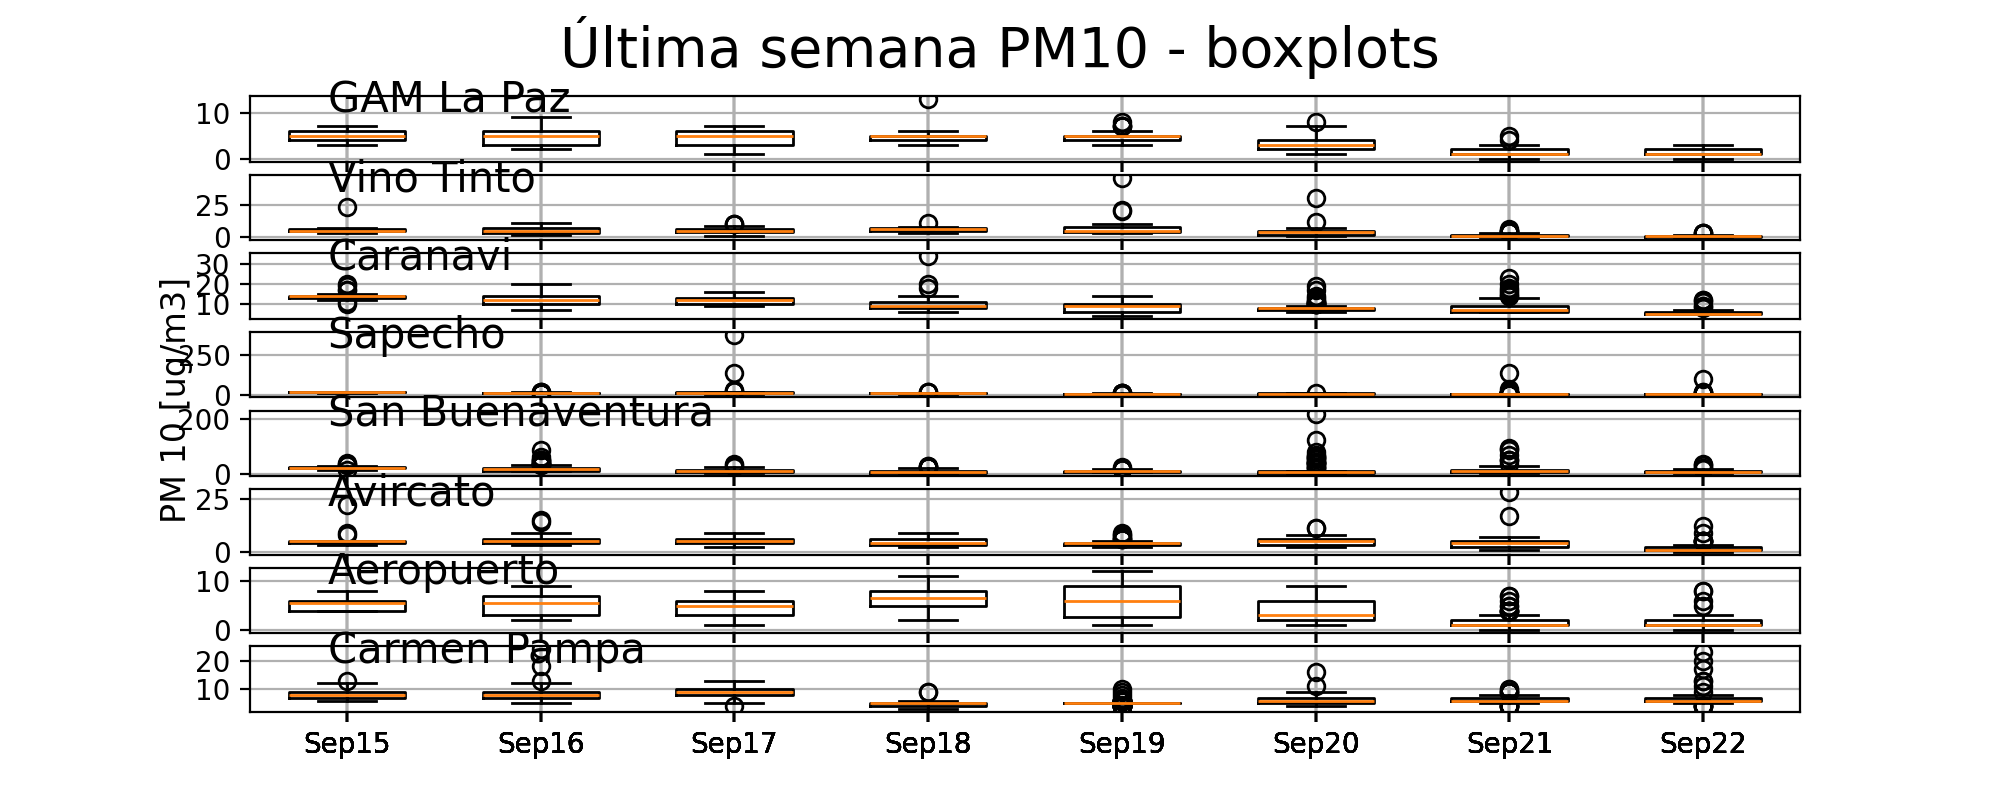 Última semana PM10 - boxplots
GAM La Paz
10
0
Vino Tinto
25
0
Caranavi
30
20
10
Sapecho
250
0
San Buenaventura
200
0
Avircato
25
0
Aeropuerto
10
0
Carmen Pampa
20
10
PM 10 [ug/m3]
Sep15 Sep16 Sep17 Sep18 Sep19 Sep20 Sep21 Sep22